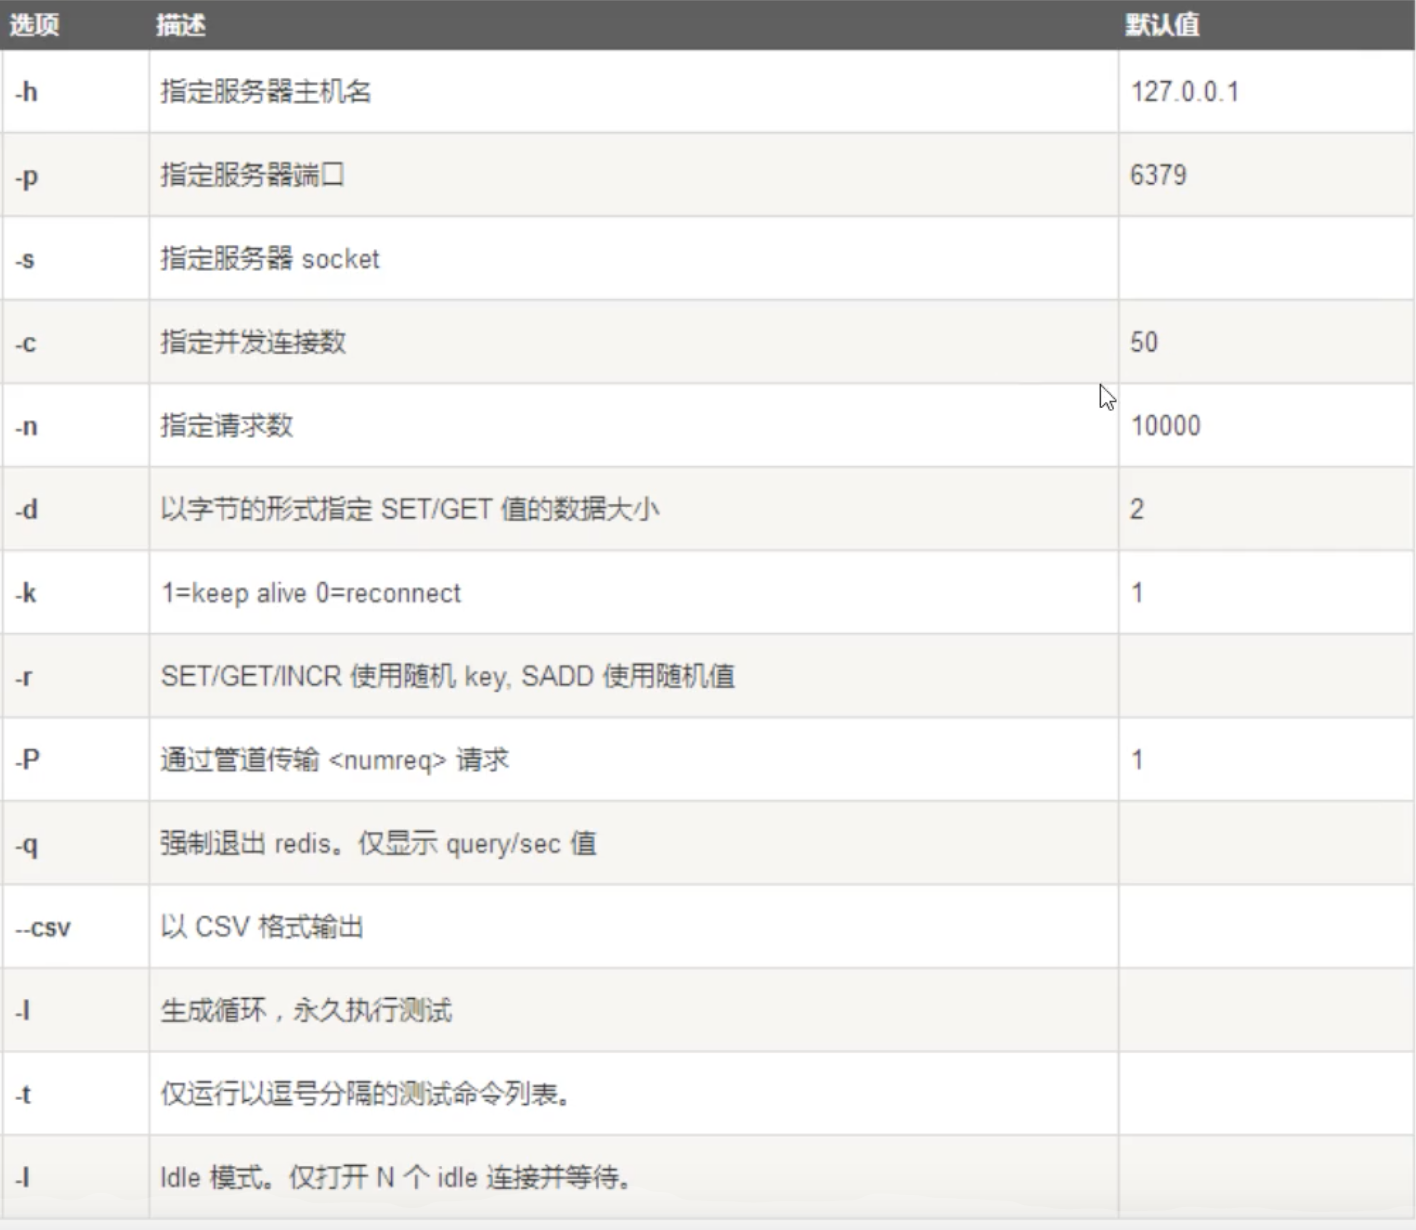 选项 描述 默认值
-h 指定服务器主机名 127.0.0.1
-p 指定服务器端口 6379
-s 指定服务器 socket
-c 指定并发连接数 50
-n 指定请求数 10000
-d 以字节的形式指定 SET/GET 值的数据大小 2
-k 1=keep alive 0=reconnect 1
-r SET/GET/INCR 使用随机 key, SADD 使用随机值
-P 通过管道传输 <numreq> 请求 1
-q 强制退出 redis。仅显示 query/sec 值
--csv 以 CSV 格式输出
-l 生成循环，永久执行测试
-t 仅运行以逗号分隔的测试命令列表。
-I Idle 模式。仅打开 N 个 idle 连接并等待。